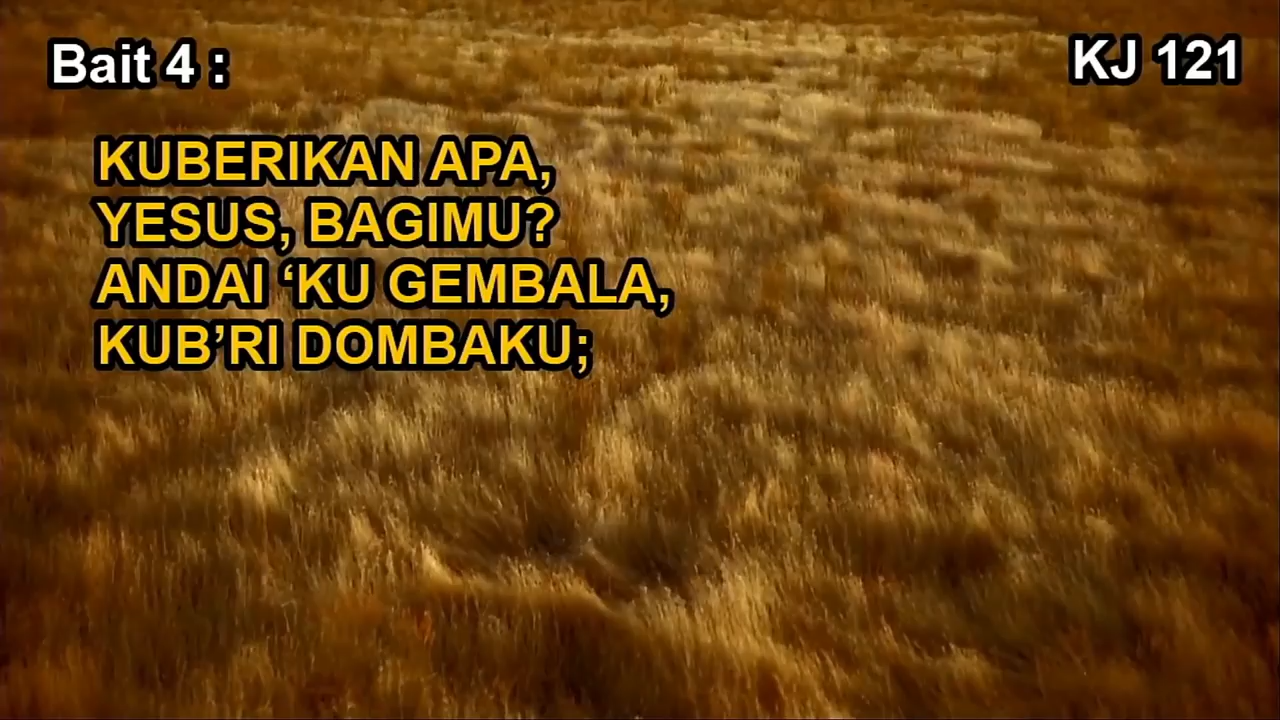 Bait 4 :
KJ 121
KUBERIKAN APA,
YESUS, BAGIMU?
ANDAI ‘KU GEMBALA,
KUB’RI DOMBAKU;